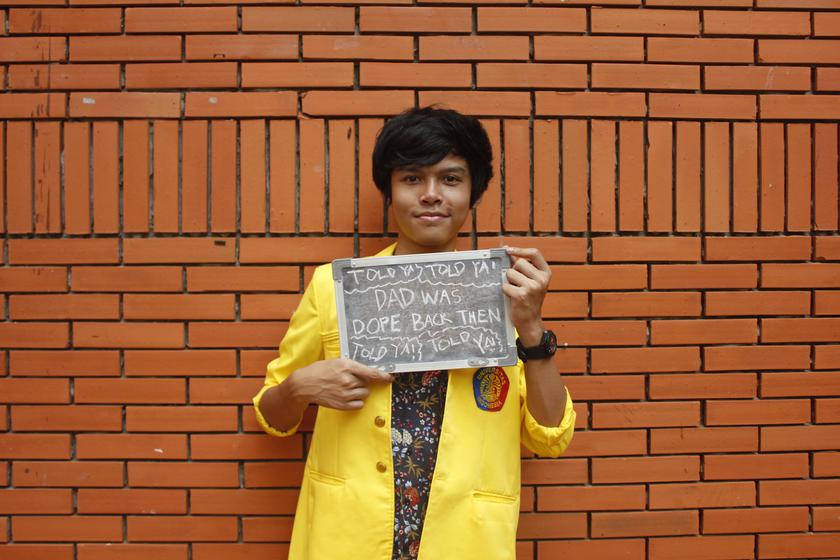 TOLD YA! TOLD YA!
DAD WAS
DOPE BACK THEN
TOLD YA!! TOLD YA!!
UNIVERSITAS
INDONESIA